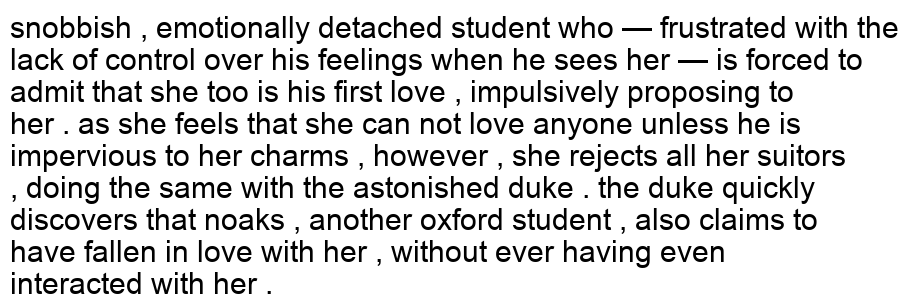 snobbish , emotionally detached student who — frustrated with the
lack of control over his feelings when he sees her — is forced to
admit that she too is his first love , impulsively proposing to
her . as she feels that she can not love anyone unless he is
impervious to her charms , however , she rejects all her suitors
, doing the same with the astonished duke . the duke quickly
discovers that noaks , another oxford student , also claims to
have fallen in love with her , without ever having even
interacted with her .